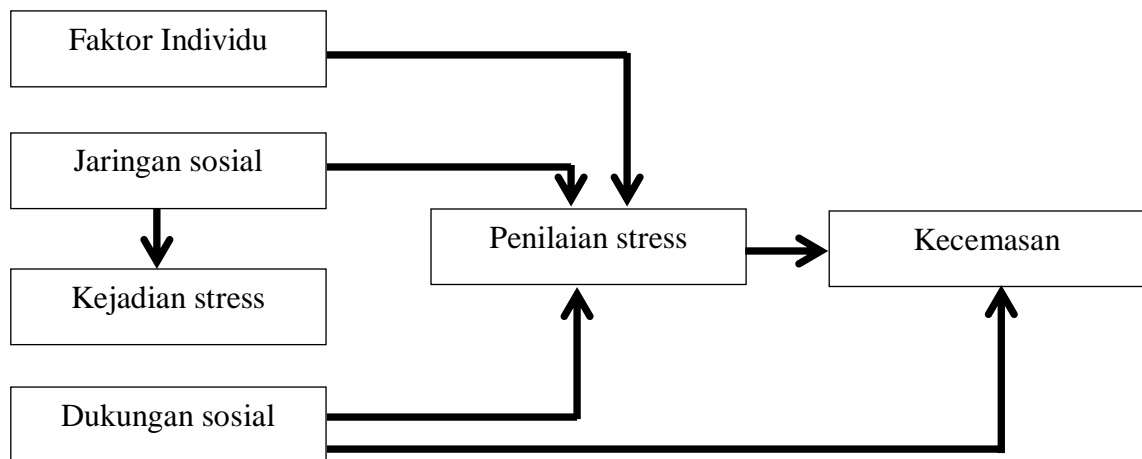 Faktor Individu
Jaringan sosial
Penilaian stress
Kecemasan
Kejadian stress
Dukungan sosial